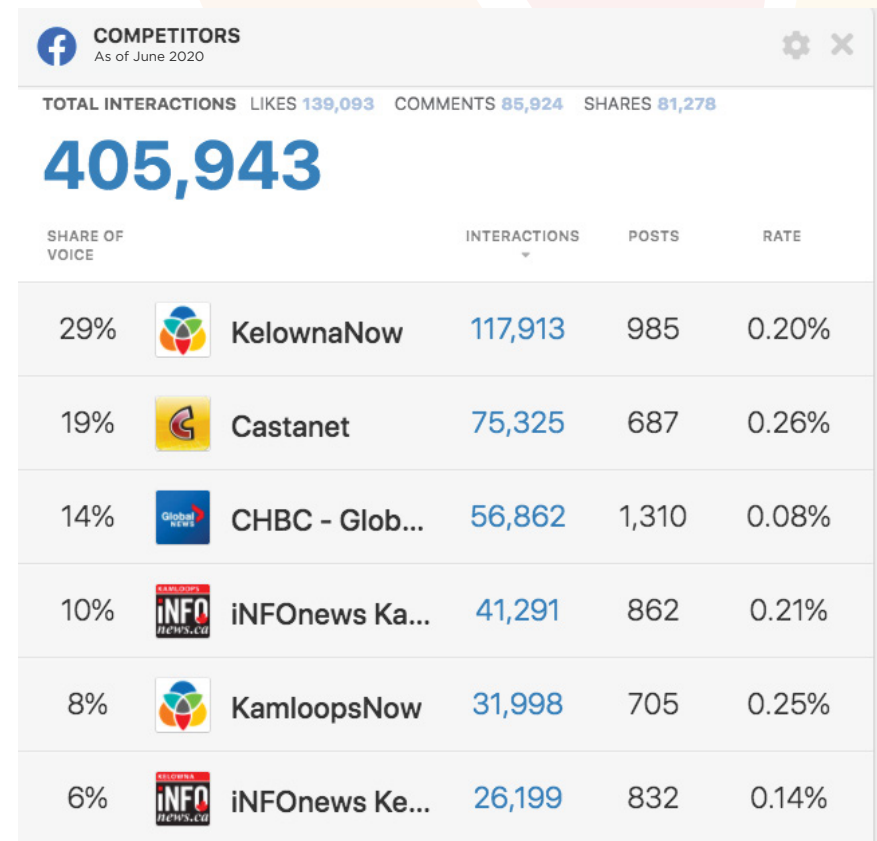 COMPETITORS
As of June 2020
TOTAL INTERACTIONS LIKES 139,093 COMMENTS 85,924 SHARES 81,278
405,943
SHARE OF VOICE INTERACTIONS POSTS RATE
29% KelownaNow 117,913 985 0.20%
19% Castanet 75,325 687 0.26%
14% Global NEWS CHBC - Glob... 56,862 1,310 0.08%
10% KAMLOOPS iNFO news.ca iNFOnews Ka... 41,291 862 0.21%
8% KamloopsNow 31,998 705 0.25%
6% KELOWNA iNFO news.ca iNFOnews Ke... 26,199 832 0.14%